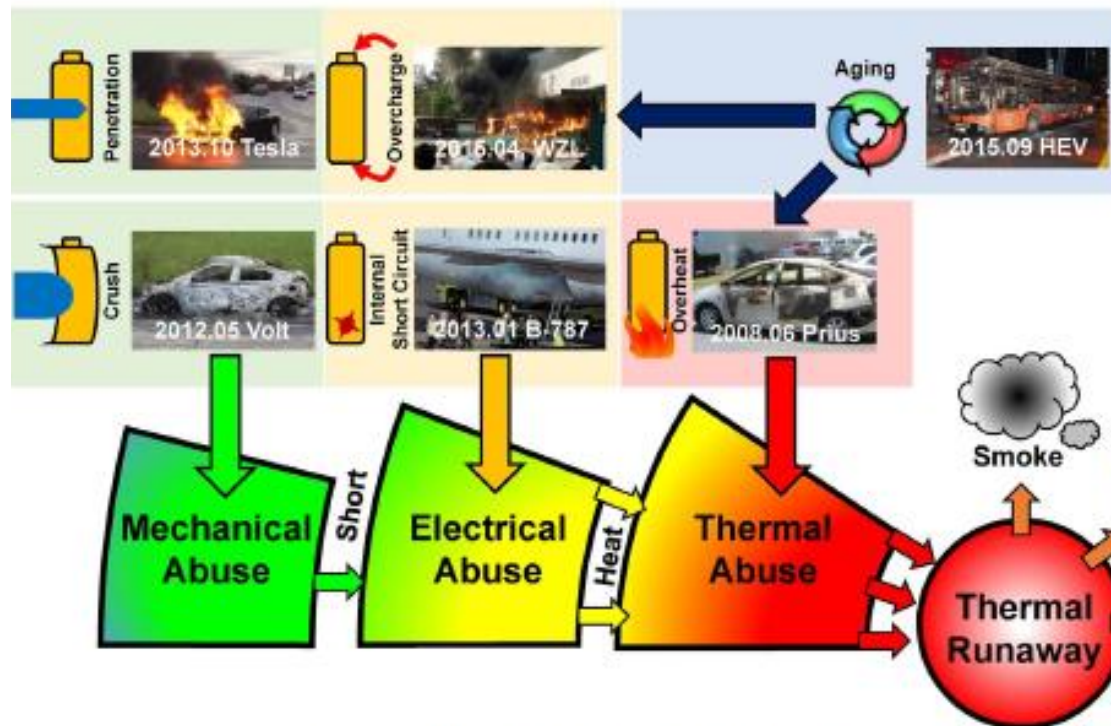 Penetration
2013.10 Tesla
Overcharge
2015.04 WZL
Aging
2015.09 HEV
Crush
2012.05 Volt
Internal
Short Circuit
2013.01 B-787
Overheat
2008.06 Prius
Smoke
Mechanical
Abuse
Short
Electrical
Abuse
Heat
Thermal
Abuse
Thermal
Runaway